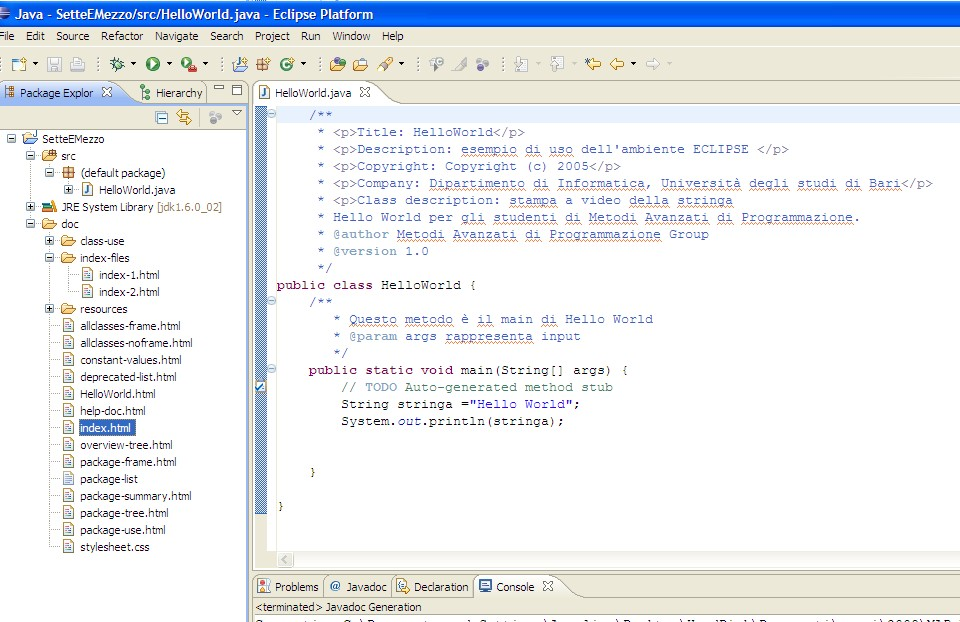 Java - SetteEMezzo/src/HelloWorld.java - Eclipse Platform
File Edit Source Refactor Navigate Search Project Run Window Help
Package Explor Hierarchy
HelloWorld.java
SetteEMezzo
src
(default package)
HelloWorld.java
JRE System Library [jdk1.6.0_02]
doc
class-use
index-files
index-1.html
index-2.html
resources
allclasses-frame.html
allclasses-noframe.html
constant-values.html
deprecated-list.html
HelloWorld.html
help-doc.html
index.html
overview-tree.html
package-frame.html
package-list
package-summary.html
package-tree.html
package-use.html
stylesheet.css
/**
* <p>Title: HelloWorld</p>
* <p>Description: esempio di uso dell'ambiente ECLIPSE </p>
* <p>Copyright: Copyright (c) 2005</p>
* <p>Company: Dipartimento di Informatica, Università degli studi di Bari</p>
* <p>Class description: stampa a video della stringa
* Hello World per gli studenti di Metodi Avanzati di Programmazione.
* @author Metodi Avanzati di Programmazione Group
* @version 1.0
*/
public class HelloWorld {
/**
* Questo metodo è il main di Hello World
* @param args rappresenta input
*/
public static void main(String[] args) {
// TODO Auto-generated method stub
String stringa ="Hello World";
System.out.println(stringa);
}
}
Problems @ Javadoc Declaration Console
<terminated> Javadoc Generation